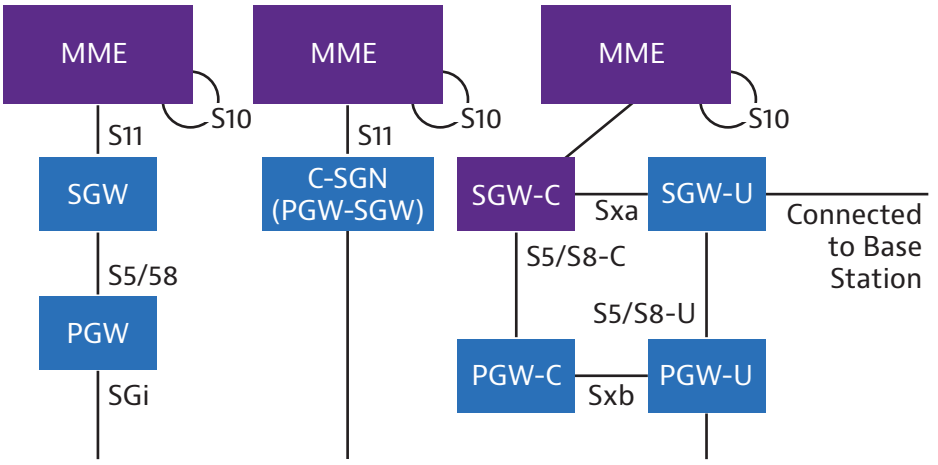 MME
S10
S11
SGW
S5/58
PGW
SGi
MME
S10
S11
C-SGN
(PGW-SGW)
MME
S10
SGW-C
Sxa
SGW-U
Connected
to Base
Station
S5/S8-C
S5/S8-U
PGW-C
Sxb
PGW-U